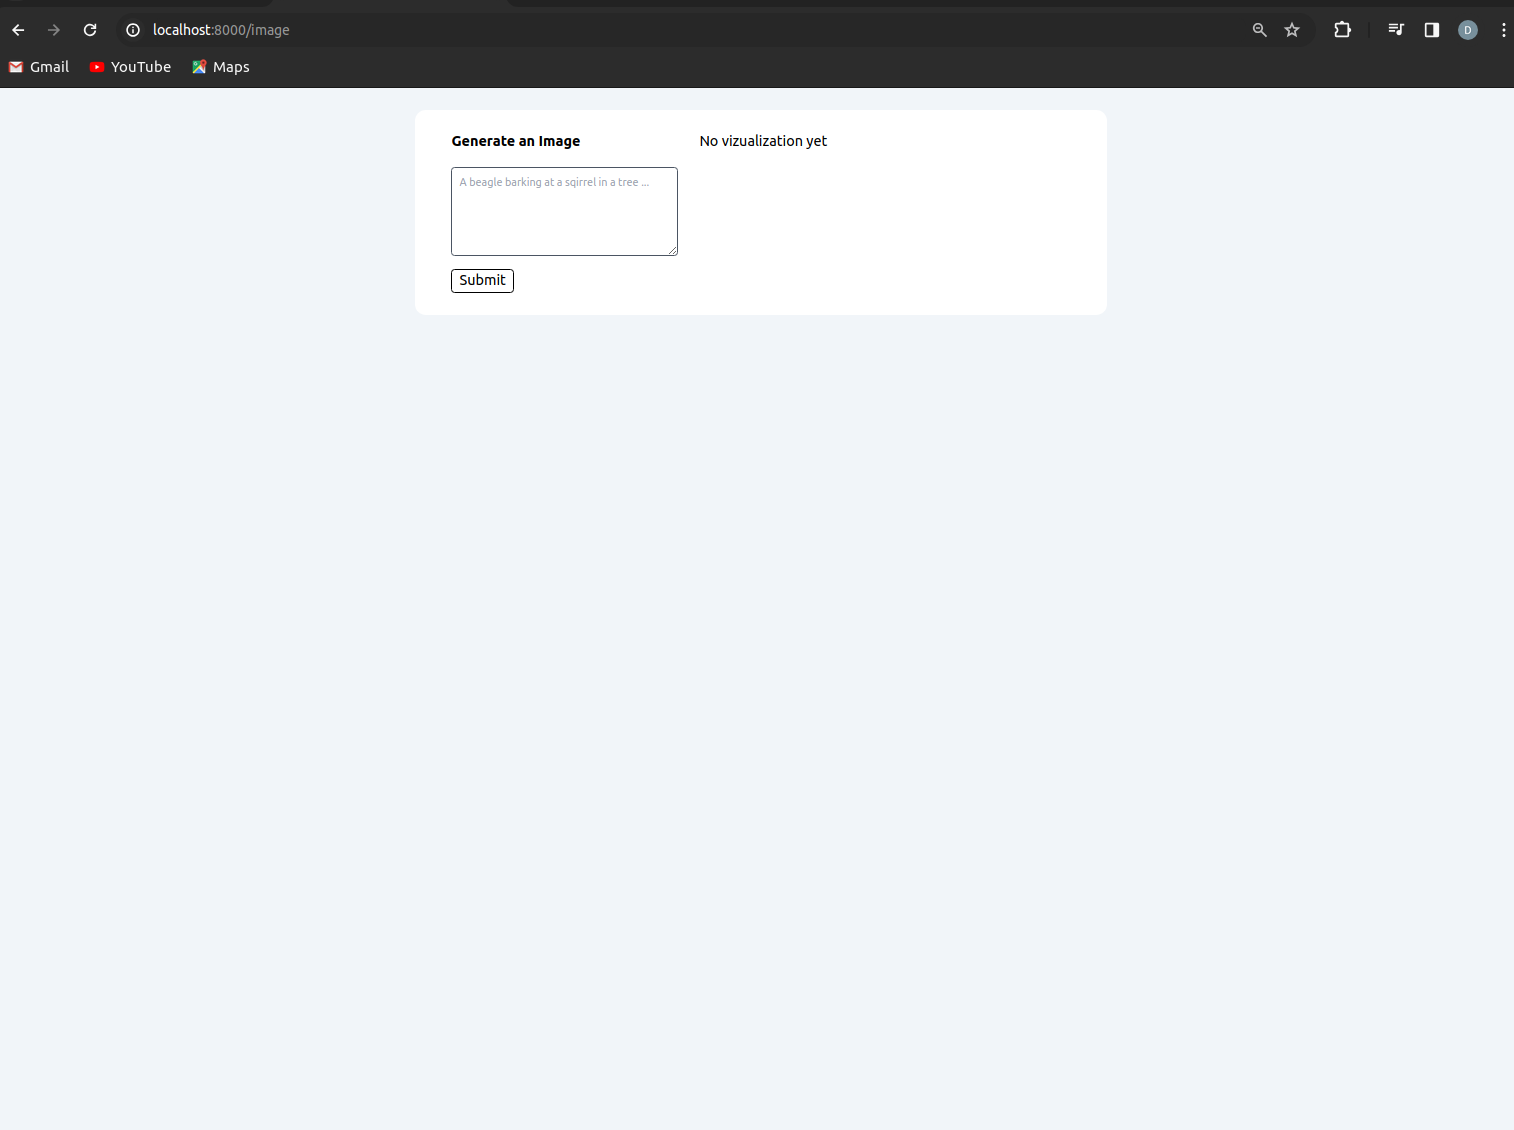 localhost:8000/image
D
Gmail YouTube Maps
Generate an Image
No vizualization yet
A beagle barking at a sqirrel in a tree ...
Submit